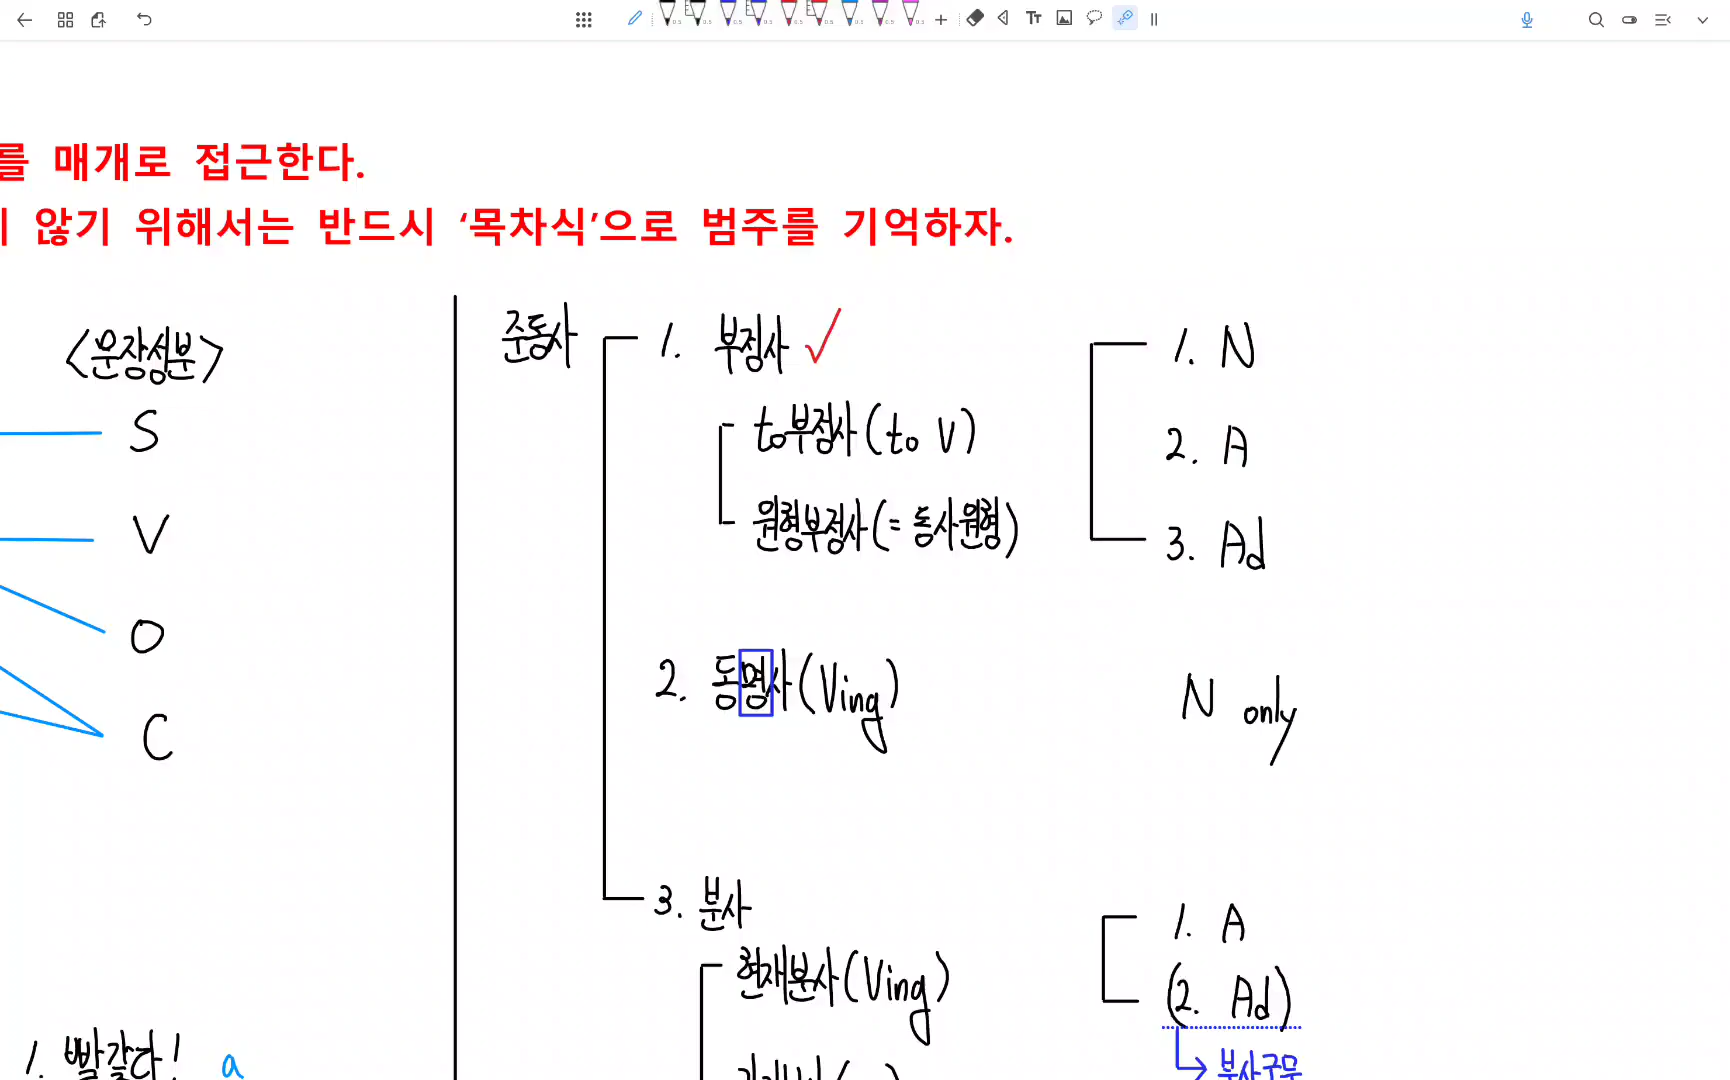 를 매개로 접근한다.
않기 위해서는 반드시 ‘목차식’으로 범주를 기억하자.
<문장성분>
S
V
O
C
1. 빨갛다! a
준동사
1. 부정사 ✓
to부정사(to V)
원형부정사(= 동사원형)
1. N
2. A
3. Ad
2. 동명사(Ving)
N only
3. 분사
현재분사(Ving)
1. A
(2. Ad)
분사구문